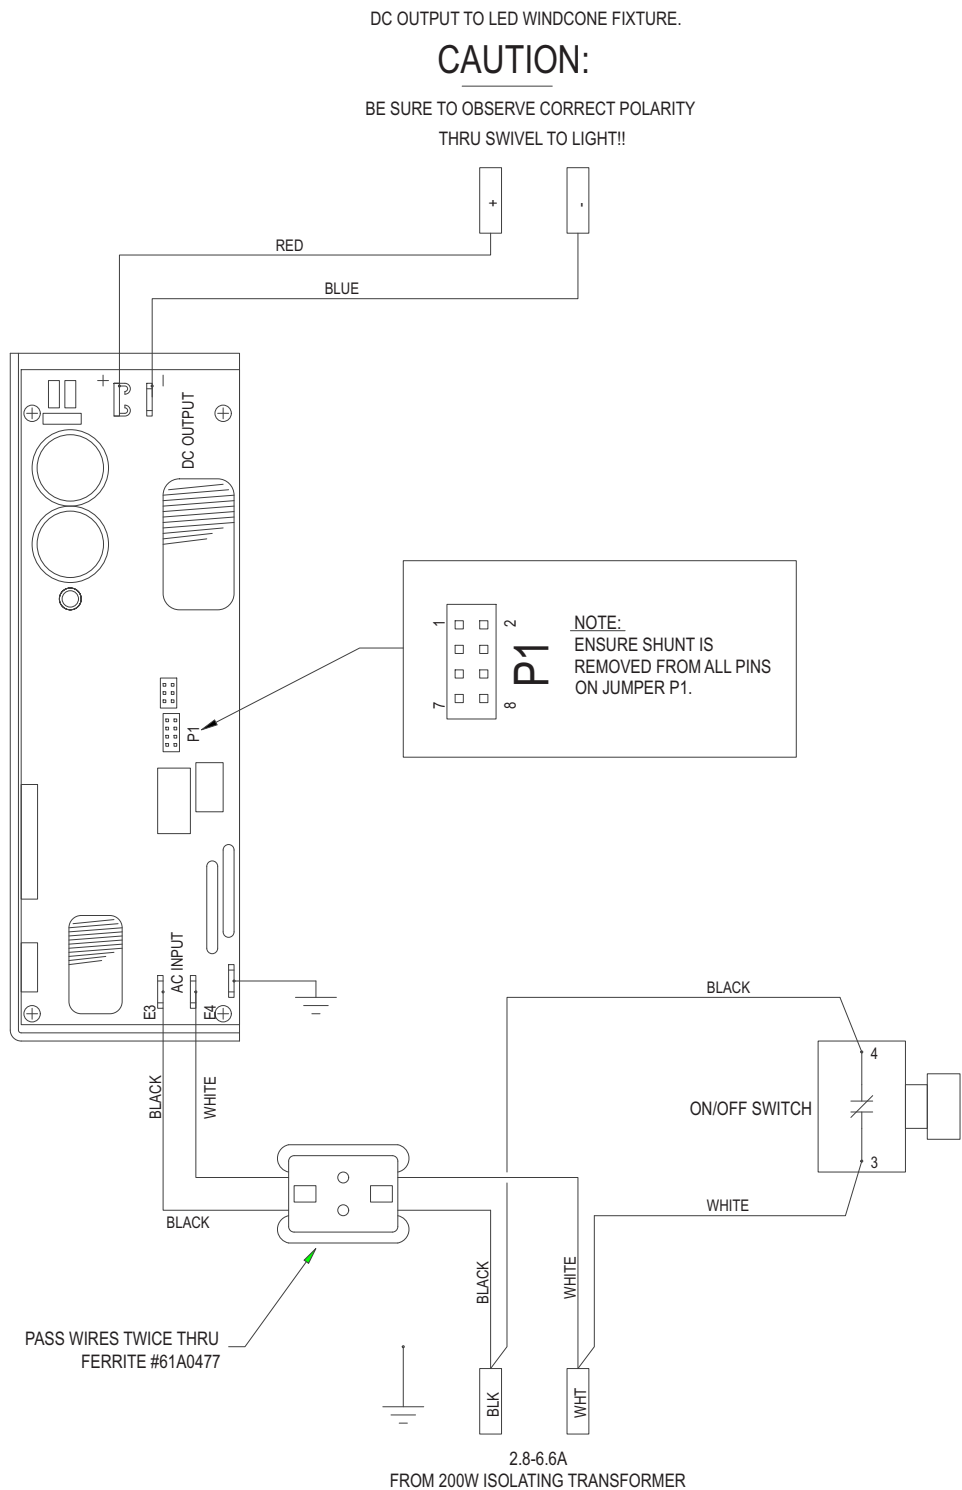 DC OUTPUT TO LED WINDCONE FIXTURE.
CAUTION:
BE SURE TO OBSERVE CORRECT POLARITY
THRU SWIVEL TO LIGHT!!
+
-
RED
BLUE
+
-
DC OUTPUT
1
2
7
8
P1
NOTE:
ENSURE SHUNT IS
REMOVED FROM ALL PINS
ON JUMPER P1.
P1
AC INPUT
E3
E4
BLACK
WHITE
BLACK
BLACK
4
ON/OFF SWITCH
3
WHITE
BLACK
WHITE
PASS WIRES TWICE THRU
FERRITE #61A0477
BLK
WHT
2.8-6.6A
FROM 200W ISOLATING TRANSFORMER